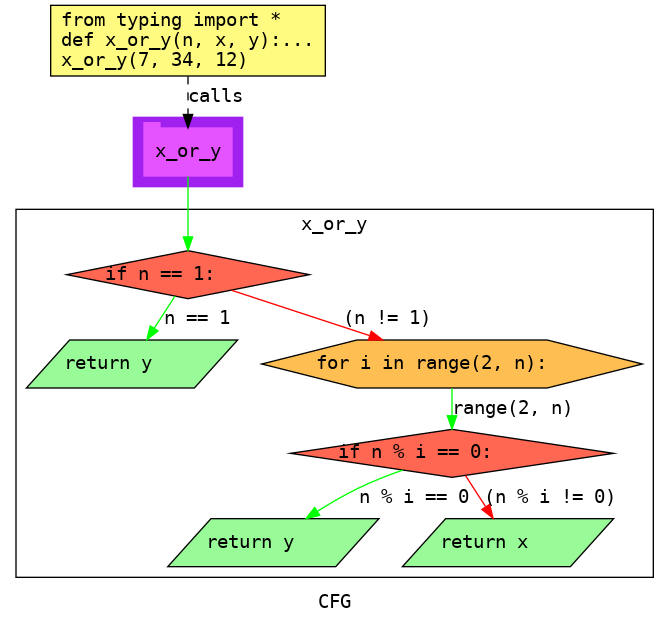 from typing import *
def x_or_y(n, x, y):...
x_or_y(7, 34, 12)
calls
x_or_y
x_or_y
if n == 1:
n == 1
(n != 1)
return y
for i in range(2, n):
range(2, n)
if n % i == 0:
n % i == 0
(n % i != 0)
return y
return x
CFG